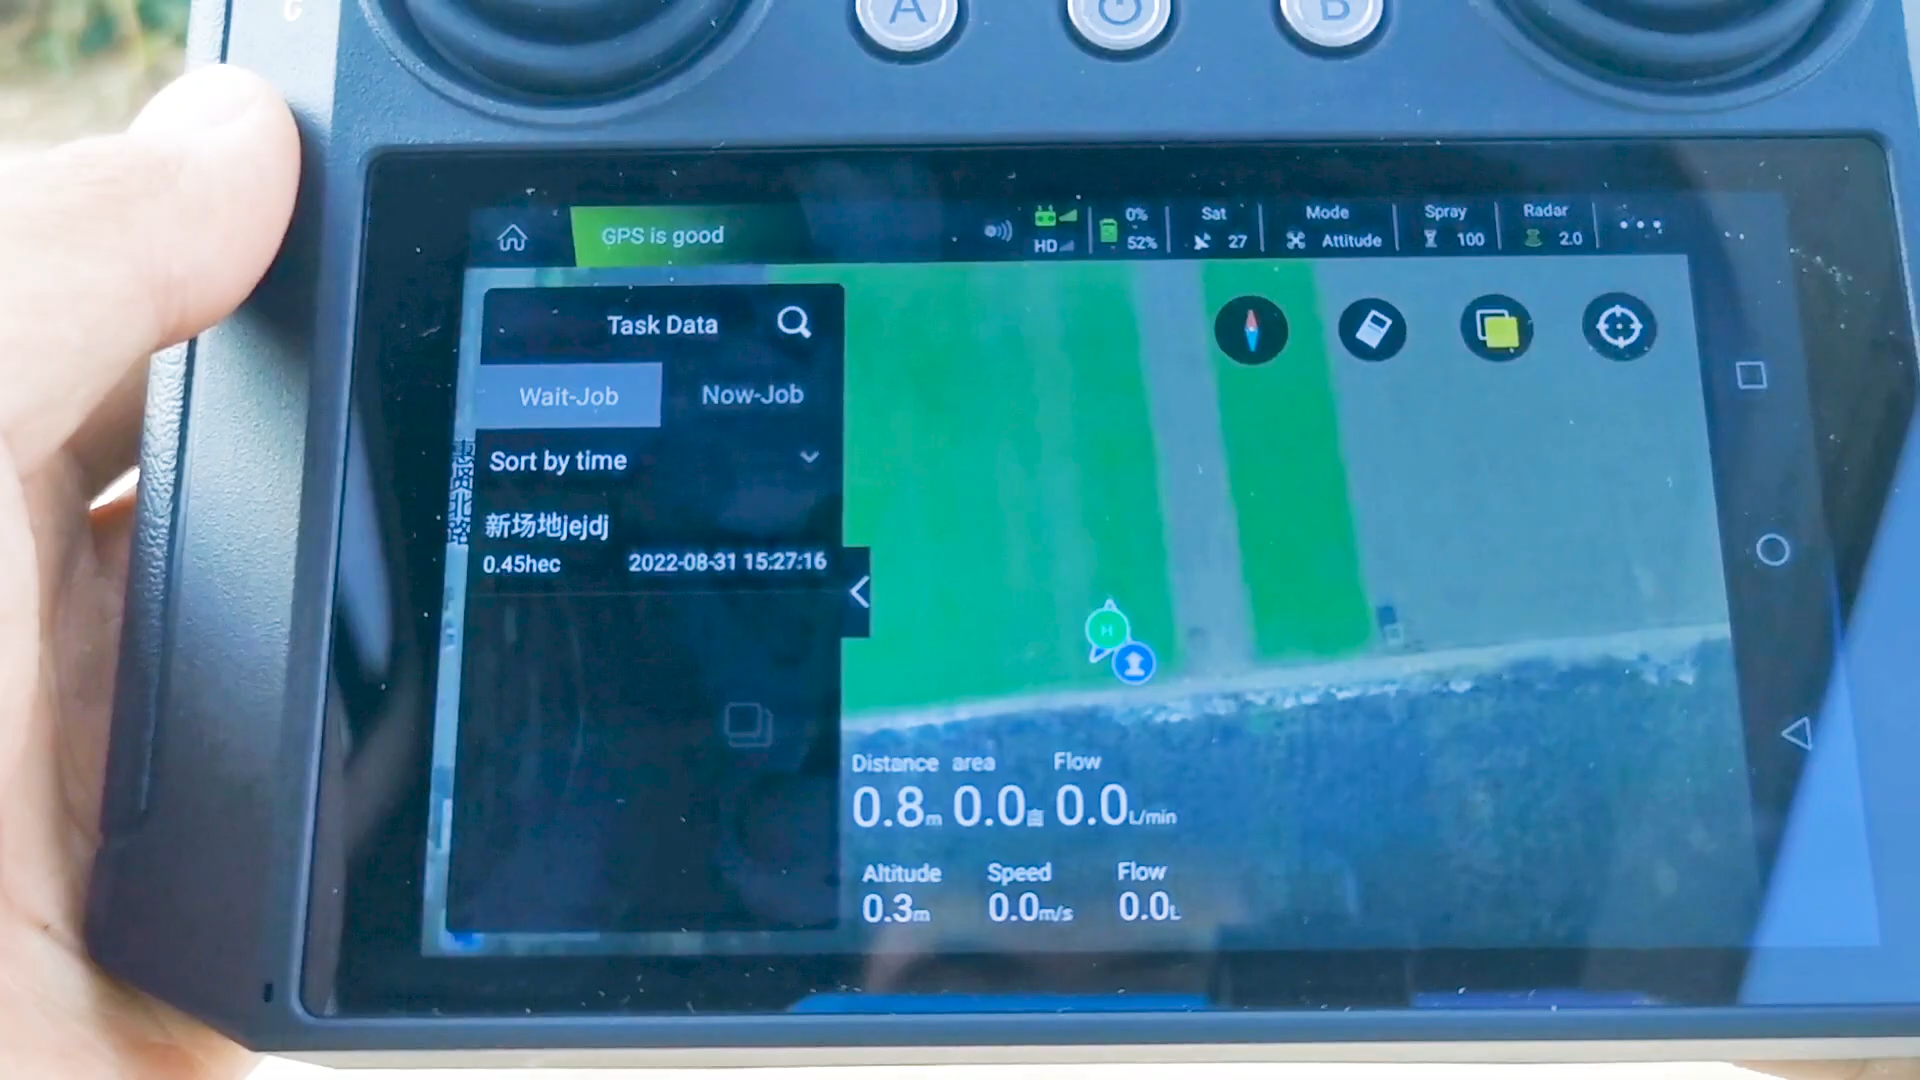 A
B
GPS is good
HD
0%
52%
Sat
27
Mode
Attitude
Spray
100
Radar
2.0
Task Data
Wait-Job
Now-Job
Sort by time
新场地jejdj
0.45hec
2022-08-31 15:27:16
H
Distance area Flow
0.8m 0.0亩 0.0L/min
Altitude Speed Flow
0.3m 0.0m/s 0.0L